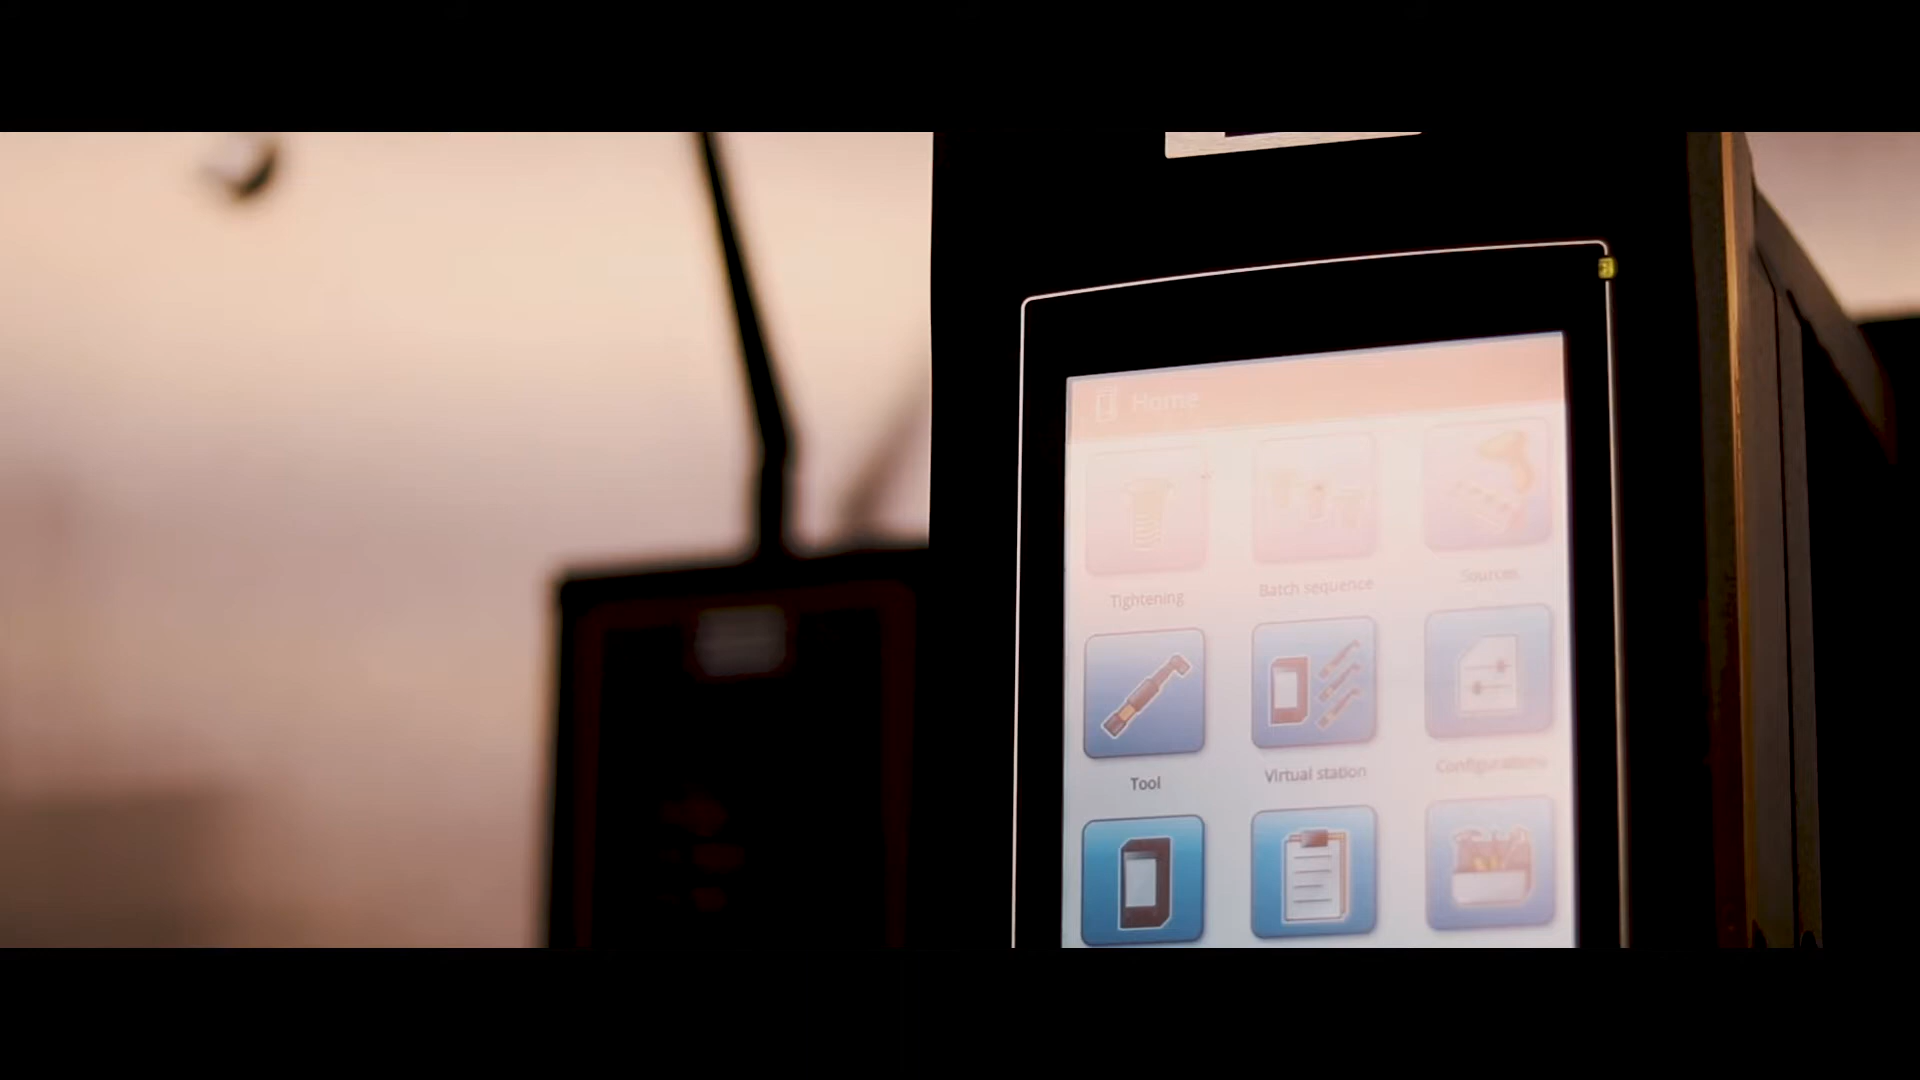 Home
Tightening
Batch sequence
Sources
Tool
Virtual station
Configurations